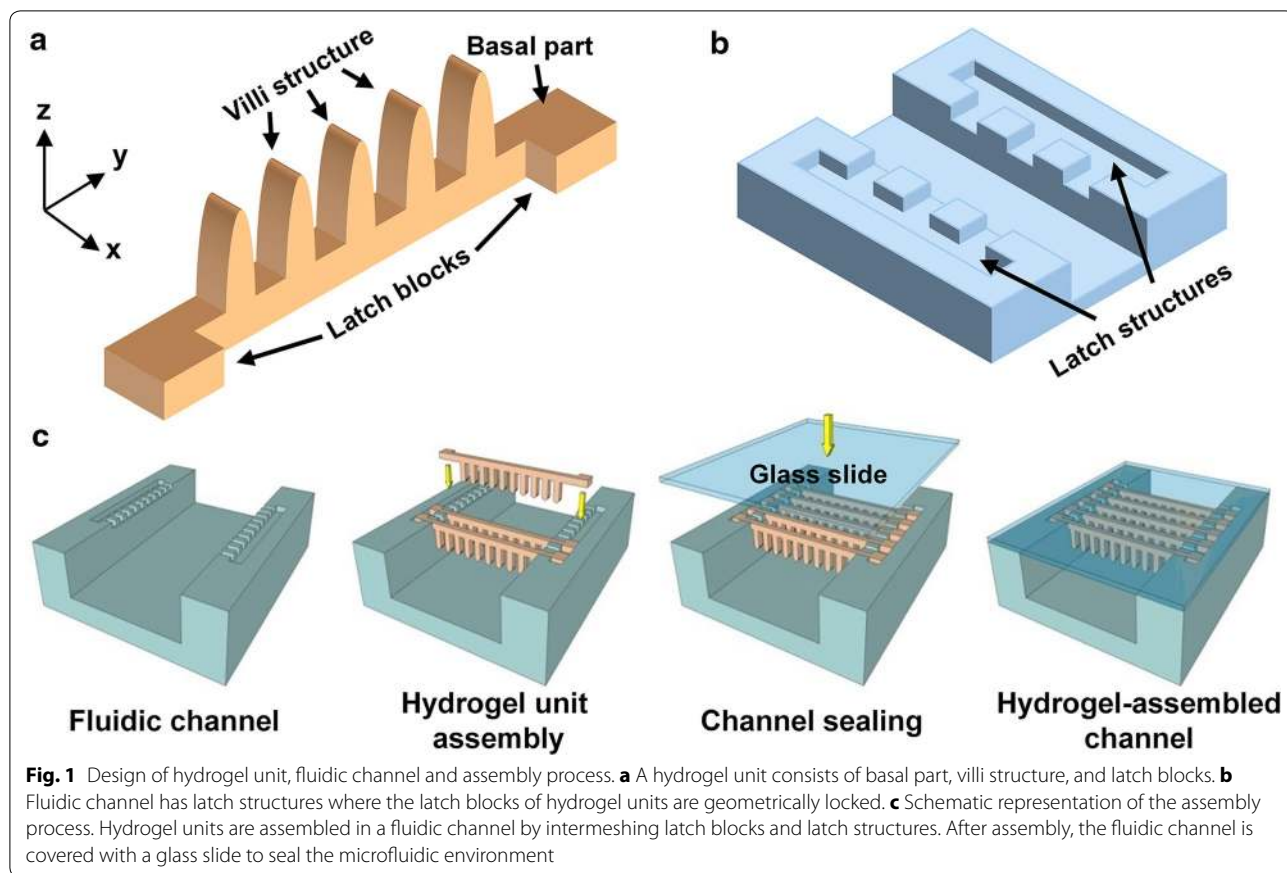 a
Villi structure
Basal part
z
y
x
Latch blocks
b
Latch structures
c
Glass slide
Fluidic channel
Hydrogel unit
assembly
Channel sealing
Hydrogel-assembled
channel
Fig. 1 Design of hydrogel unit, fluidic channel and assembly process. a A hydrogel unit consists of basal part, villi structure, and latch blocks. b
Fluidic channel has latch structures where the latch blocks of hydrogel units are geometrically locked. c Schematic representation of the assembly
process. Hydrogel units are assembled in a fluidic channel by intermeshing latch blocks and latch structures. After assembly, the fluidic channel is
covered with a glass slide to seal the microfluidic environment